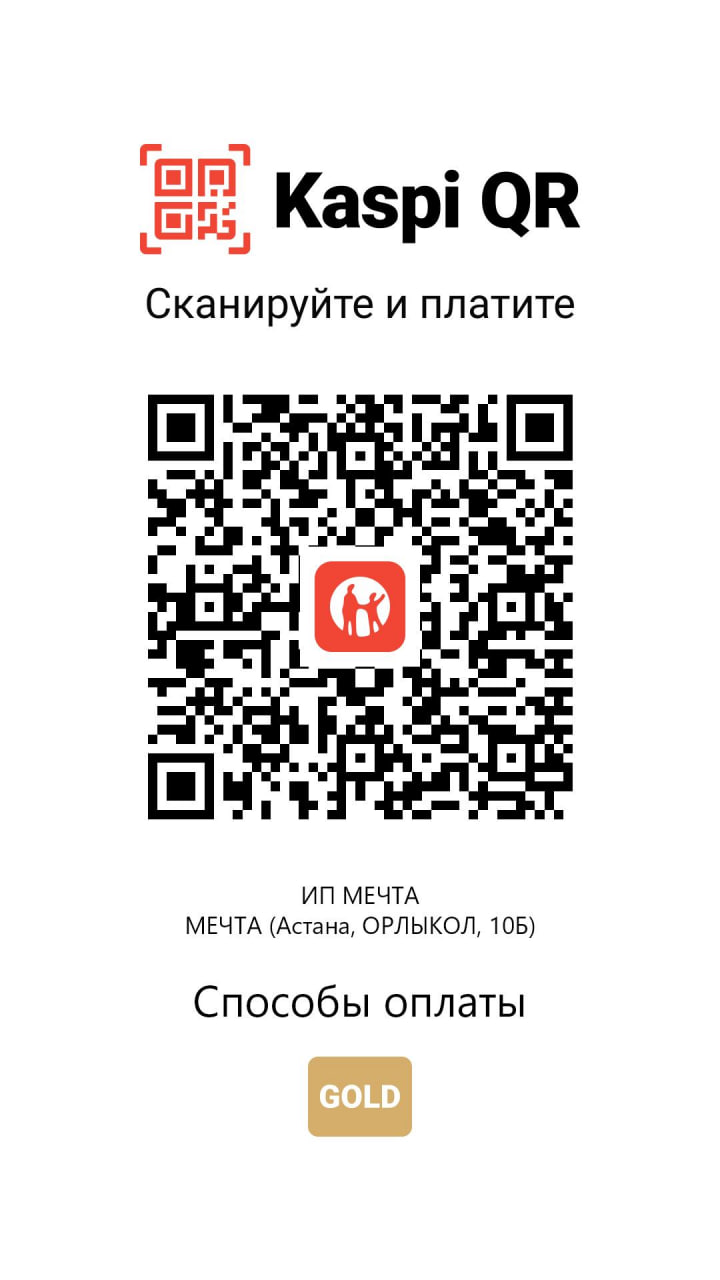 Kaspi QR
Сканируйте и платите
ИП МЕЧТА
МЕЧТА (Астана, ОРЛЫКОЛ, 10Б)
Способы оплаты
GOLD